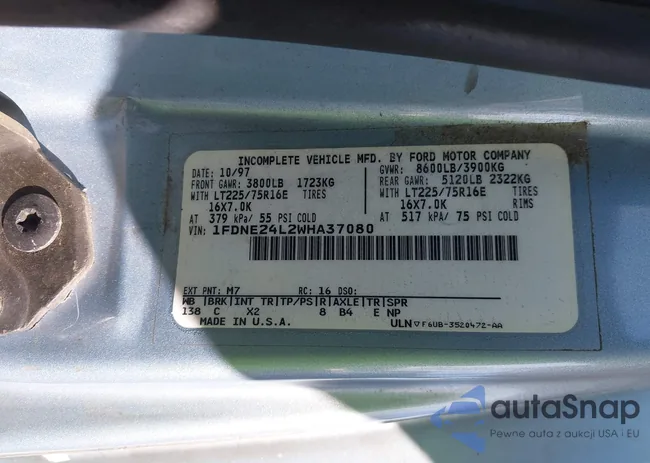 INCOMPLETE VEHICLE MFD. BY FORD MOTOR COMPANY
DATE: 10/97 GVWR: 8600LB/3900KG
FRONT GAWR: 3800LB 1723KG REAR GAWR: 5120LB 2322KG
WITH LT225/75R16E TIRES WITH LT225/75R16E TIRES
16X7.0K 16X7.0K RIMS
AT 379 kPa/ 55 PSI COLD AT 517 kPa/ 75 PSI COLD
VIN: 1FDNE24L2WHA37080
EXT PNT: M7 RC: 16 DSO:
WB |BRK|INT TR|TP/PS|R|AXLE|TR|SPR
138 C X2 8 B4 E NP
MADE IN U.S.A. ULN ▽ F6UB-3520472-AA
autaSnap
Pewne auta z aukcji USA i EU